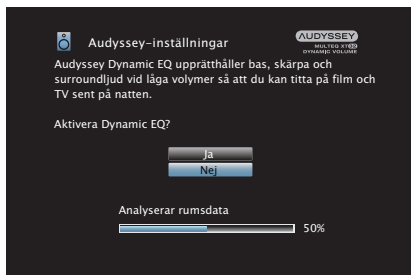 Audyssey-inställningar
AUDYSSEY
MULTEQ XT32
DYNAMIC VOLUME
Audyssey Dynamic EQ upprätthåller bas, skärpa och
surroundljud vid låga volymer så att du kan titta på film och
TV sent på natten.
Aktivera Dynamic EQ?
Ja
Nej
Analyserar rumsdata
50%